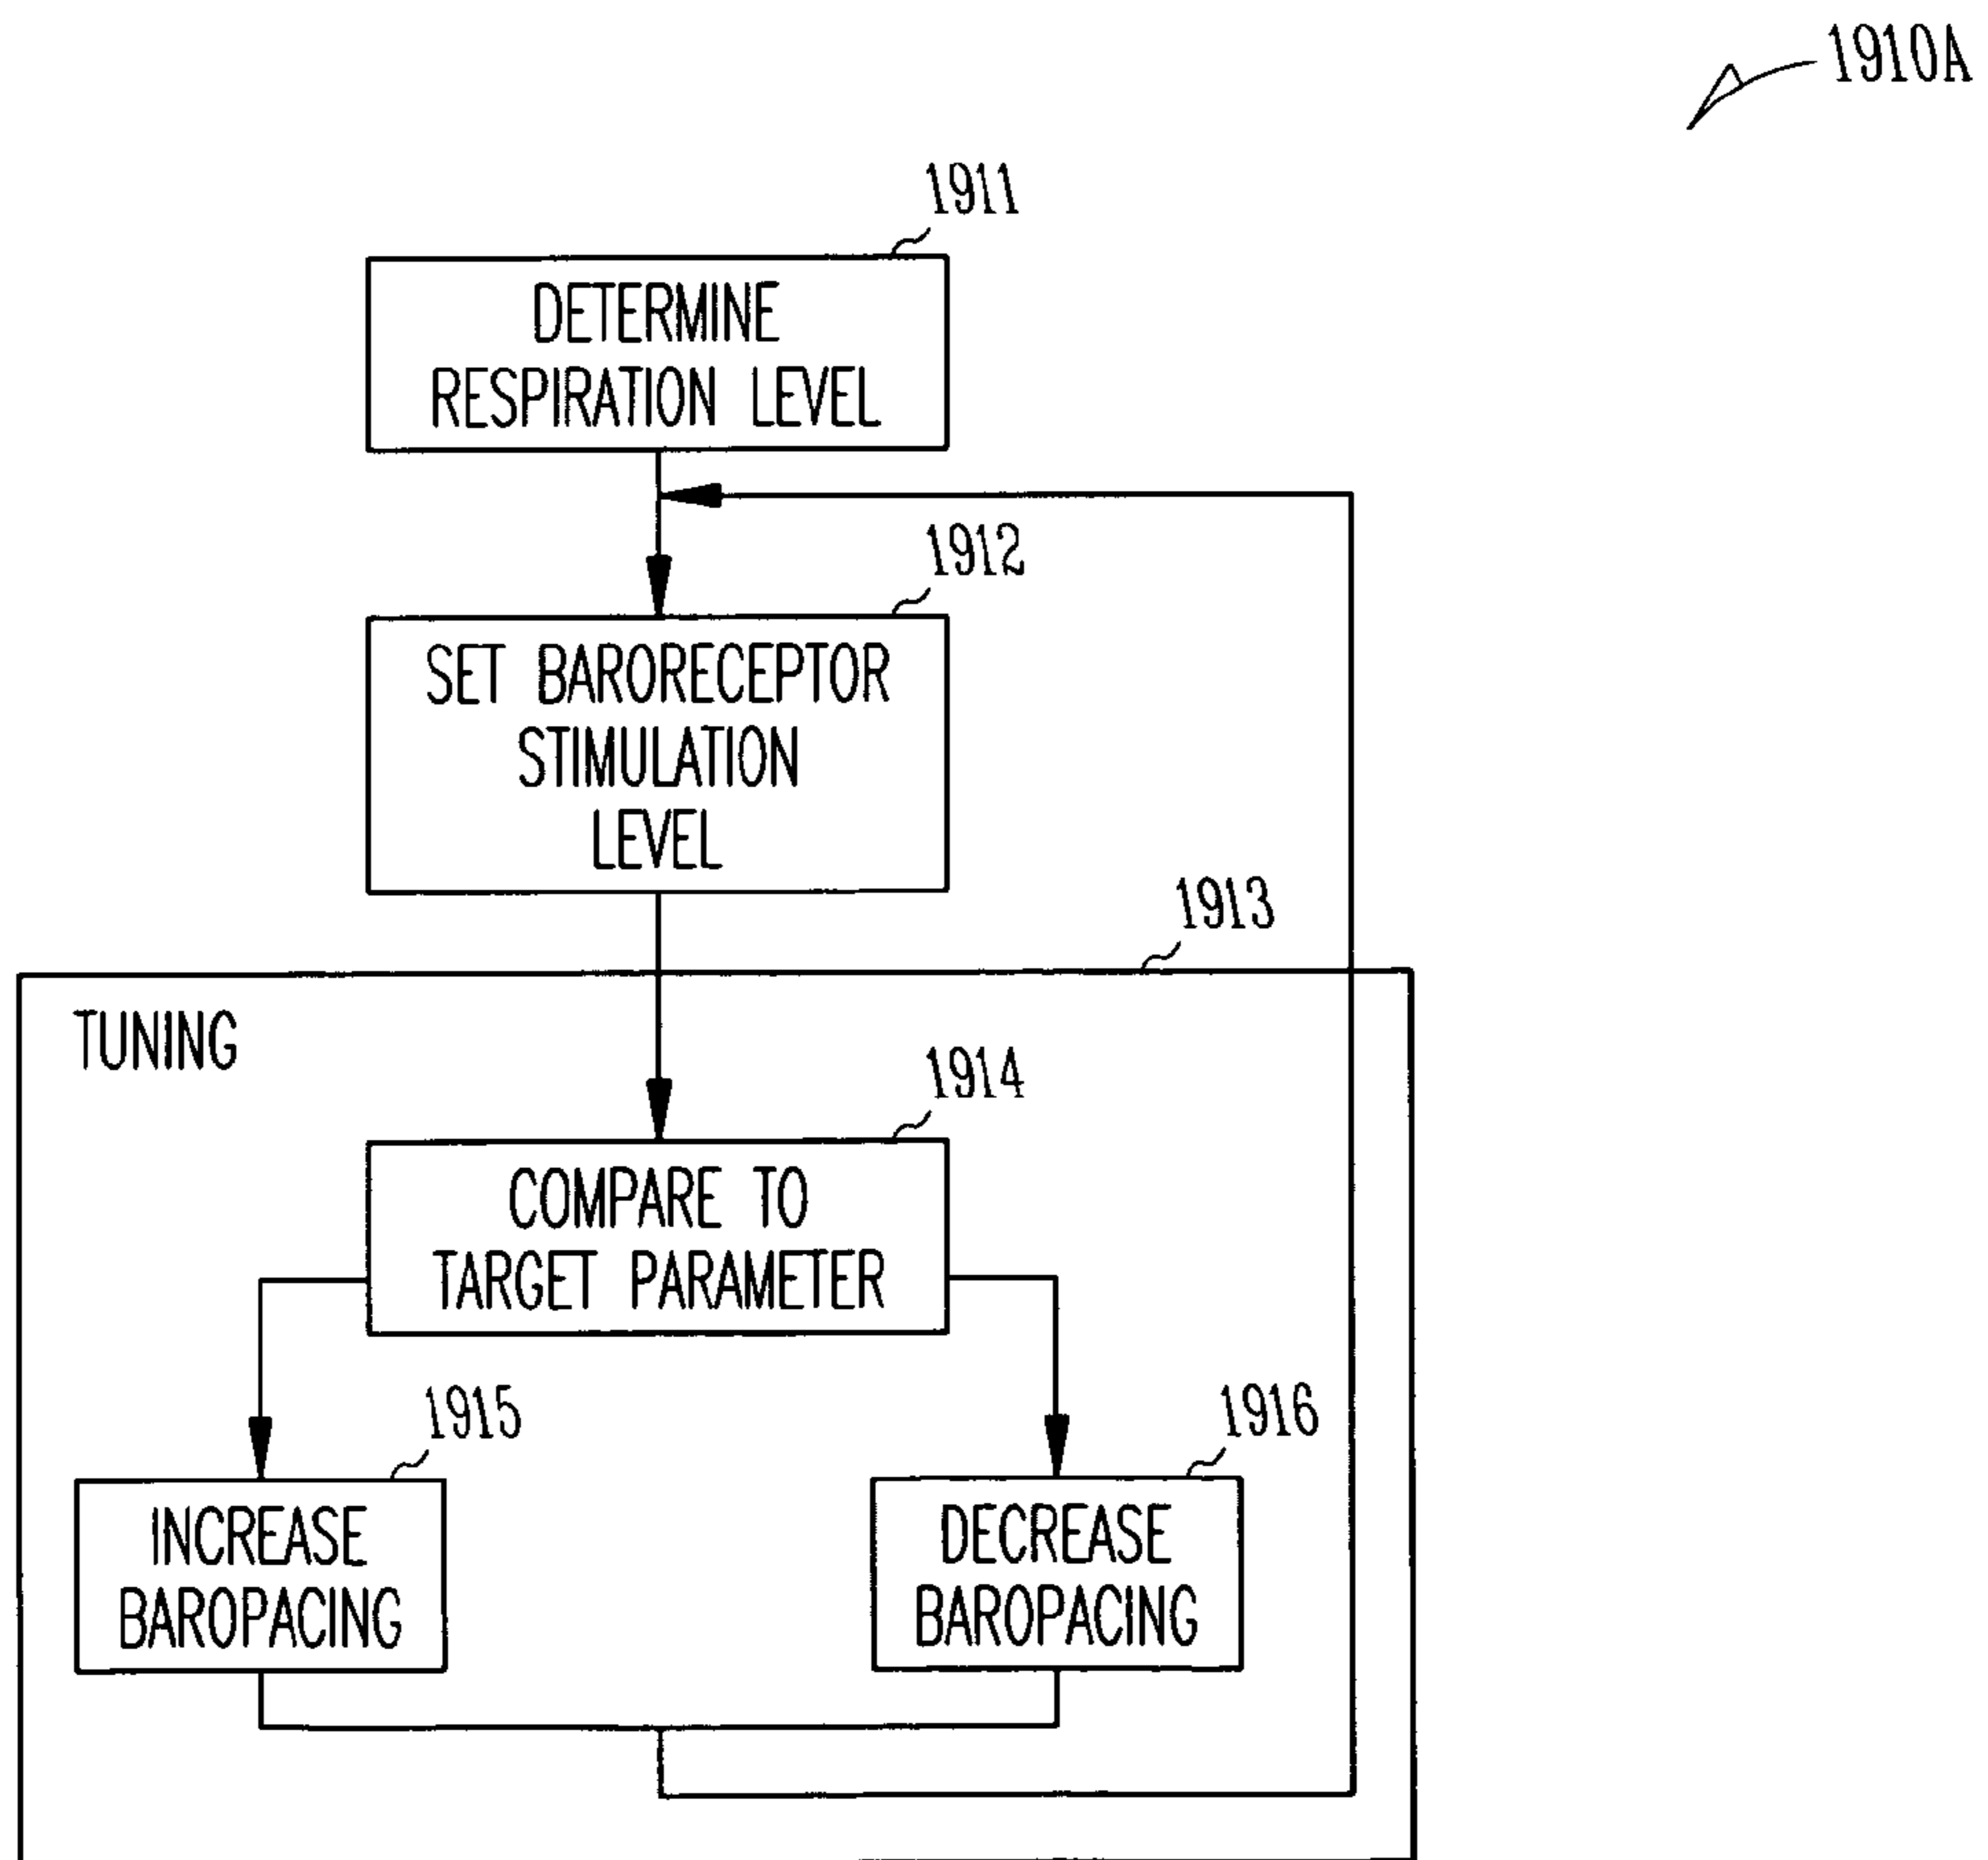 1910A
1911
DETERMINE
RESPIRATION LEVEL
1912
SET BARORECEPTOR
STIMULATION
LEVEL
1913
TUNING
1914
COMPARE TO
TARGET PARAMETER
1915
INCREASE
BAROPACING
1916
DECREASE
BAROPACING